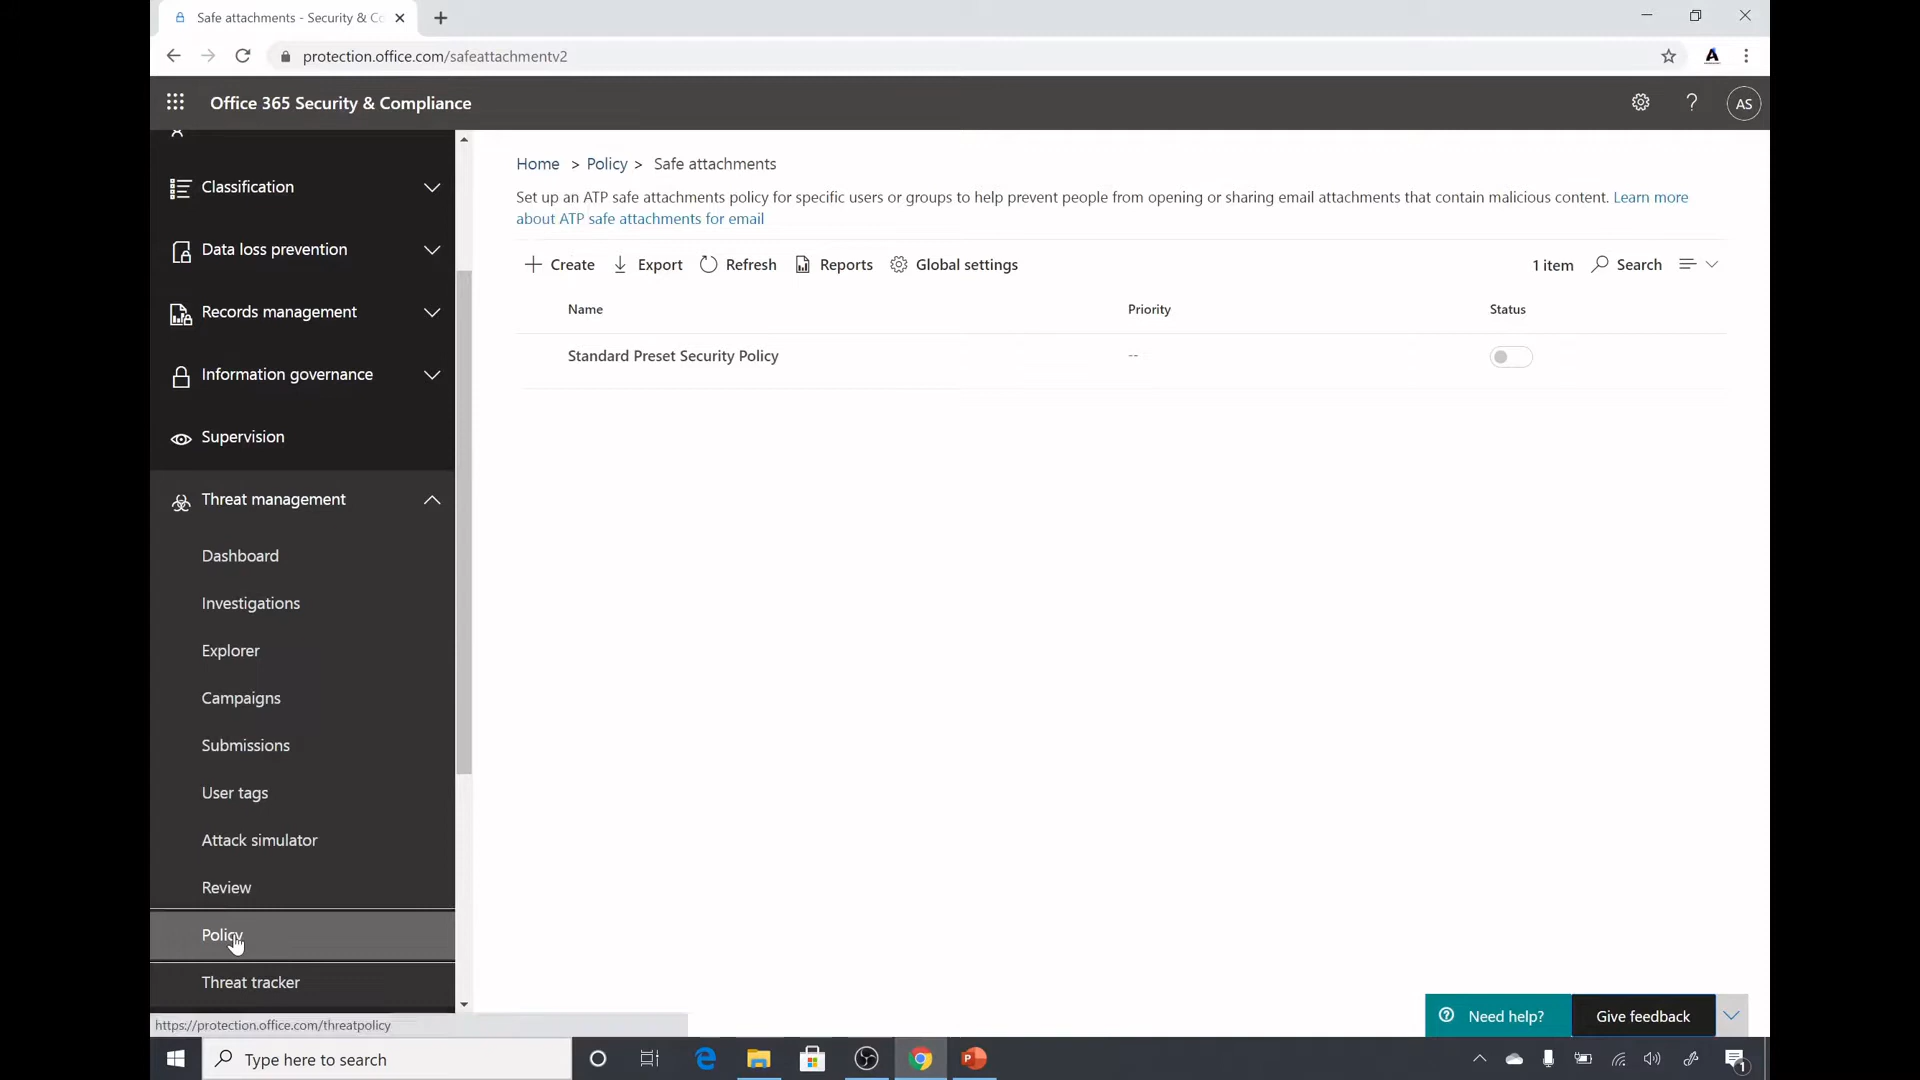 Safe attachments - Security & Co
protection.office.com/safeattachmentv2
A
Office 365 Security & Compliance
?
AS
Classification
Data loss prevention
Records management
Information governance
Supervision
Threat management
Dashboard
Investigations
Explorer
Campaigns
Submissions
User tags
Attack simulator
Review
Policy
Threat tracker
Home > Policy > Safe attachments
Set up an ATP safe attachments policy for specific users or groups to help prevent people from opening or sharing email attachments that contain malicious content. Learn more
about ATP safe attachments for email
Create Export Refresh Reports Global settings
1 item Search
Name Priority Status
Standard Preset Security Policy --
Need help?
Give feedback
https://protection.office.com/threatpolicy
Type here to search
1